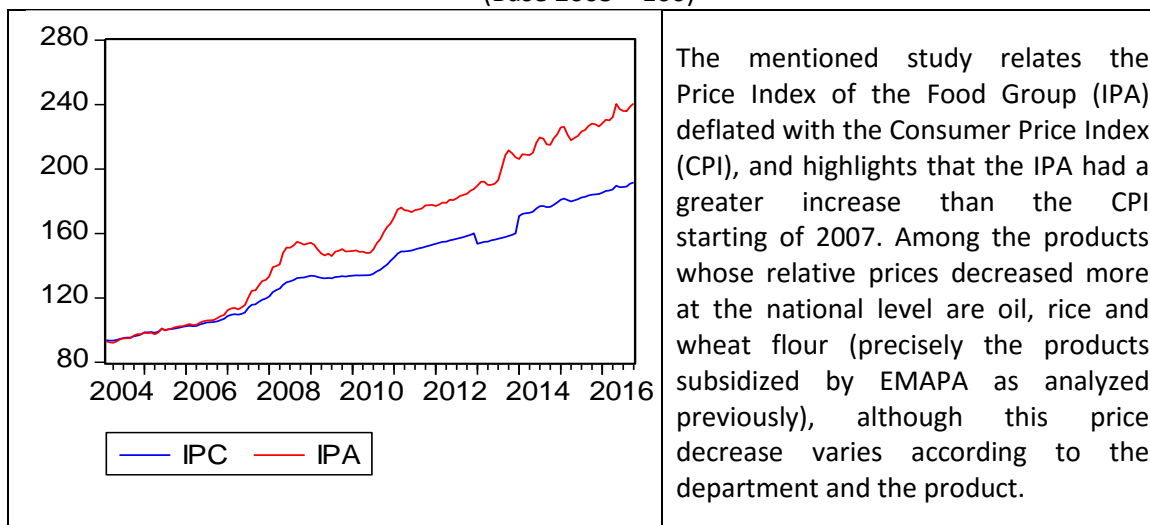 280
240
200
160
120
80
2004 2006 2008 2010 2012 2014 2016
IPC IPA
The mentioned study relates the
Price Index of the Food Group (IPA)
deflated with the Consumer Price Index
(CPI), and highlights that the IPA had a
greater increase than the CPI
starting of 2007. Among the products
whose relative prices decreased more
at the national level are oil, rice and
wheat flour (precisely the products
subsidized by EMAPA as analyzed
previously), although this price
decrease varies according to the
department and the product.